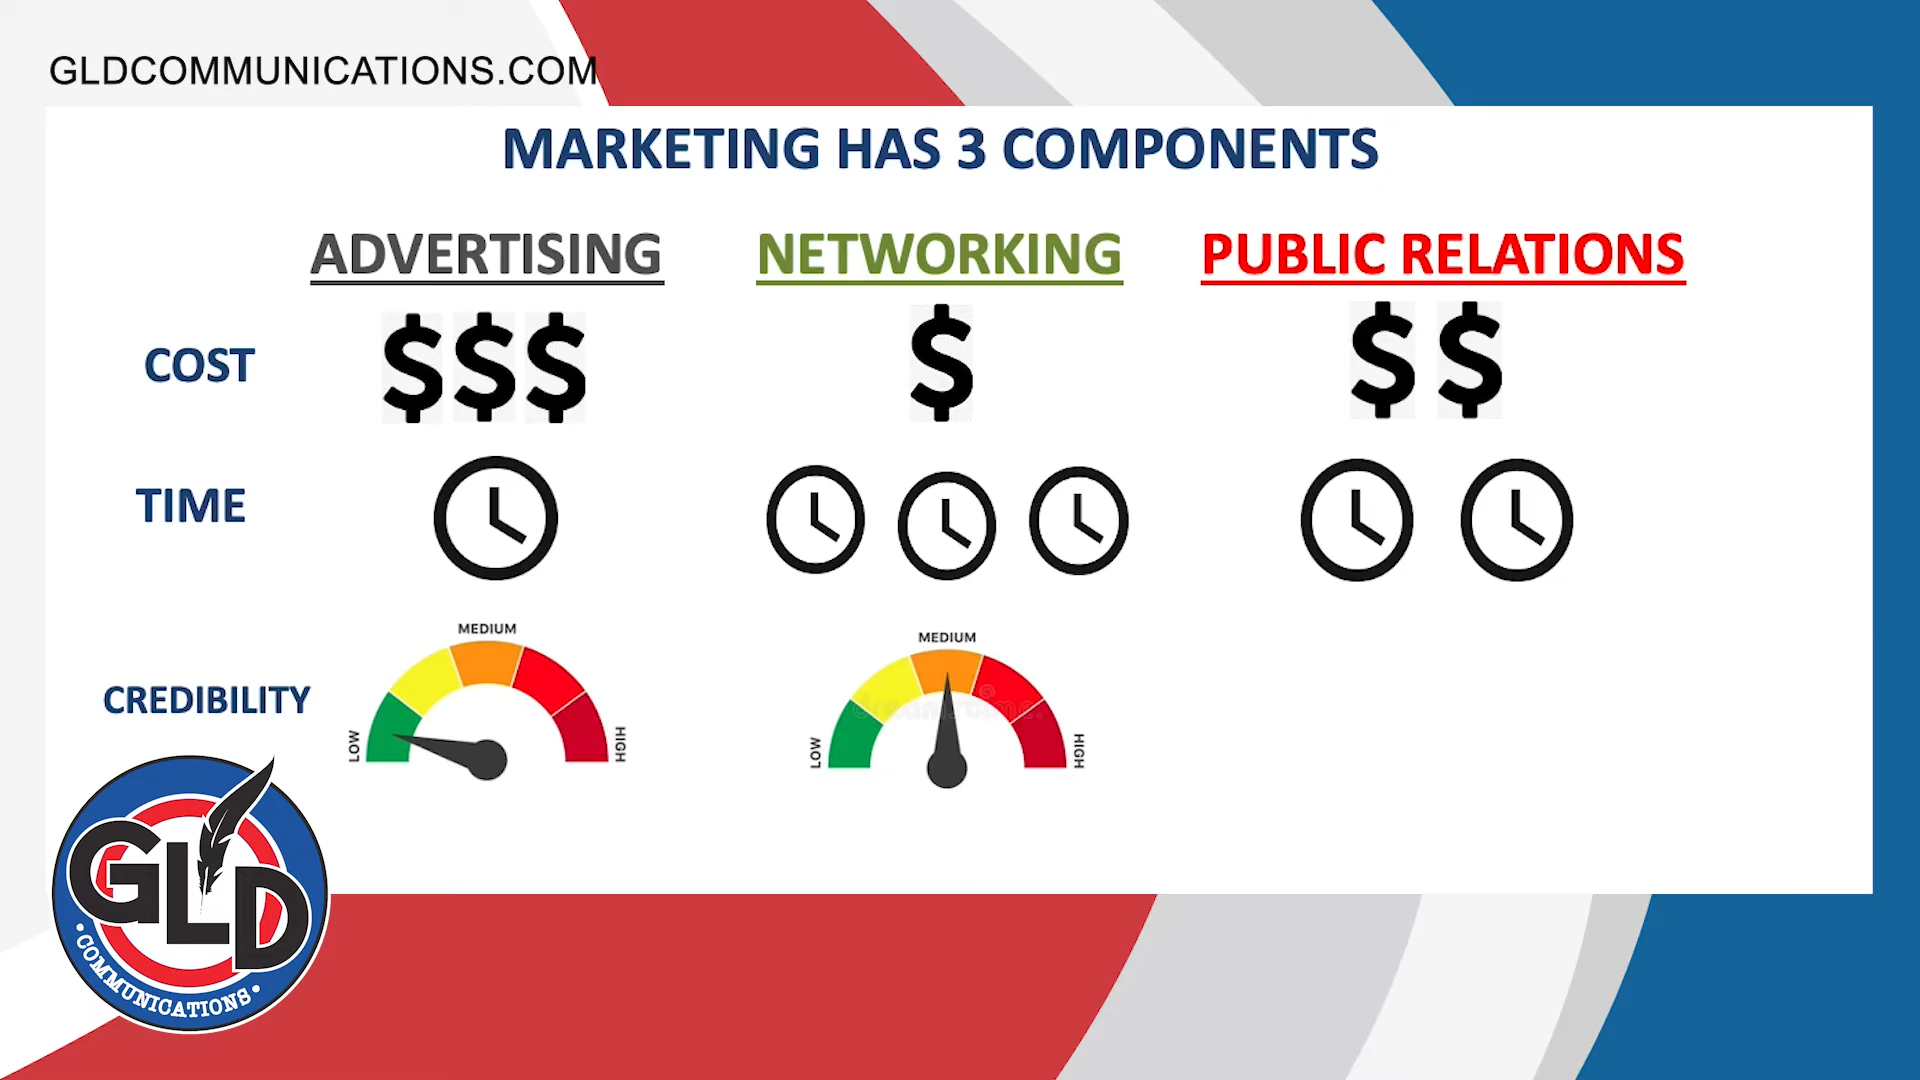 GLDCOMMUNICATIONS.COM
MARKETING HAS 3 COMPONENTS
ADVERTISING NETWORKING PUBLIC RELATIONS
COST $$$ $ $$
TIME
MEDIUM MEDIUM
CREDIBILITY
LOW HIGH LOW HIGH
dreamstime.
GLD
• COMMUNICATIONS •